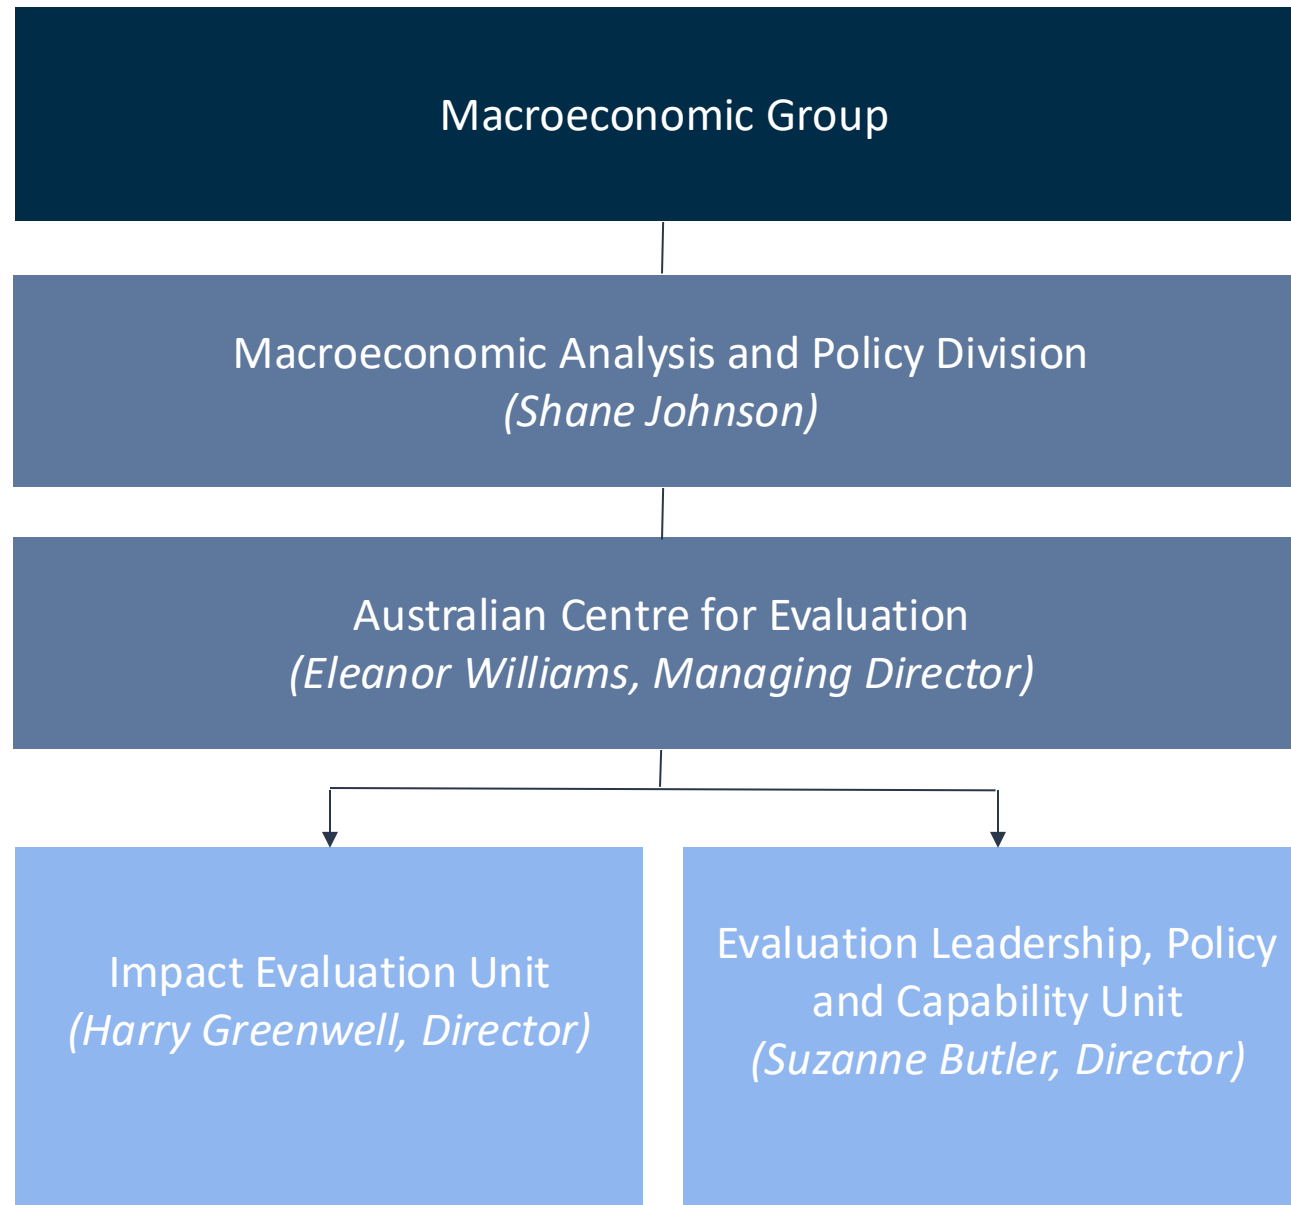 Macroeconomic Group
Macroeconomic Analysis and Policy Division
(Shane Johnson)
Australian Centre for Evaluation
(Eleanor Williams, Managing Director)
Impact Evaluation Unit
(Harry Greenwell, Director)
Evaluation Leadership, Policy
and Capability Unit
(Suzanne Butler, Director)